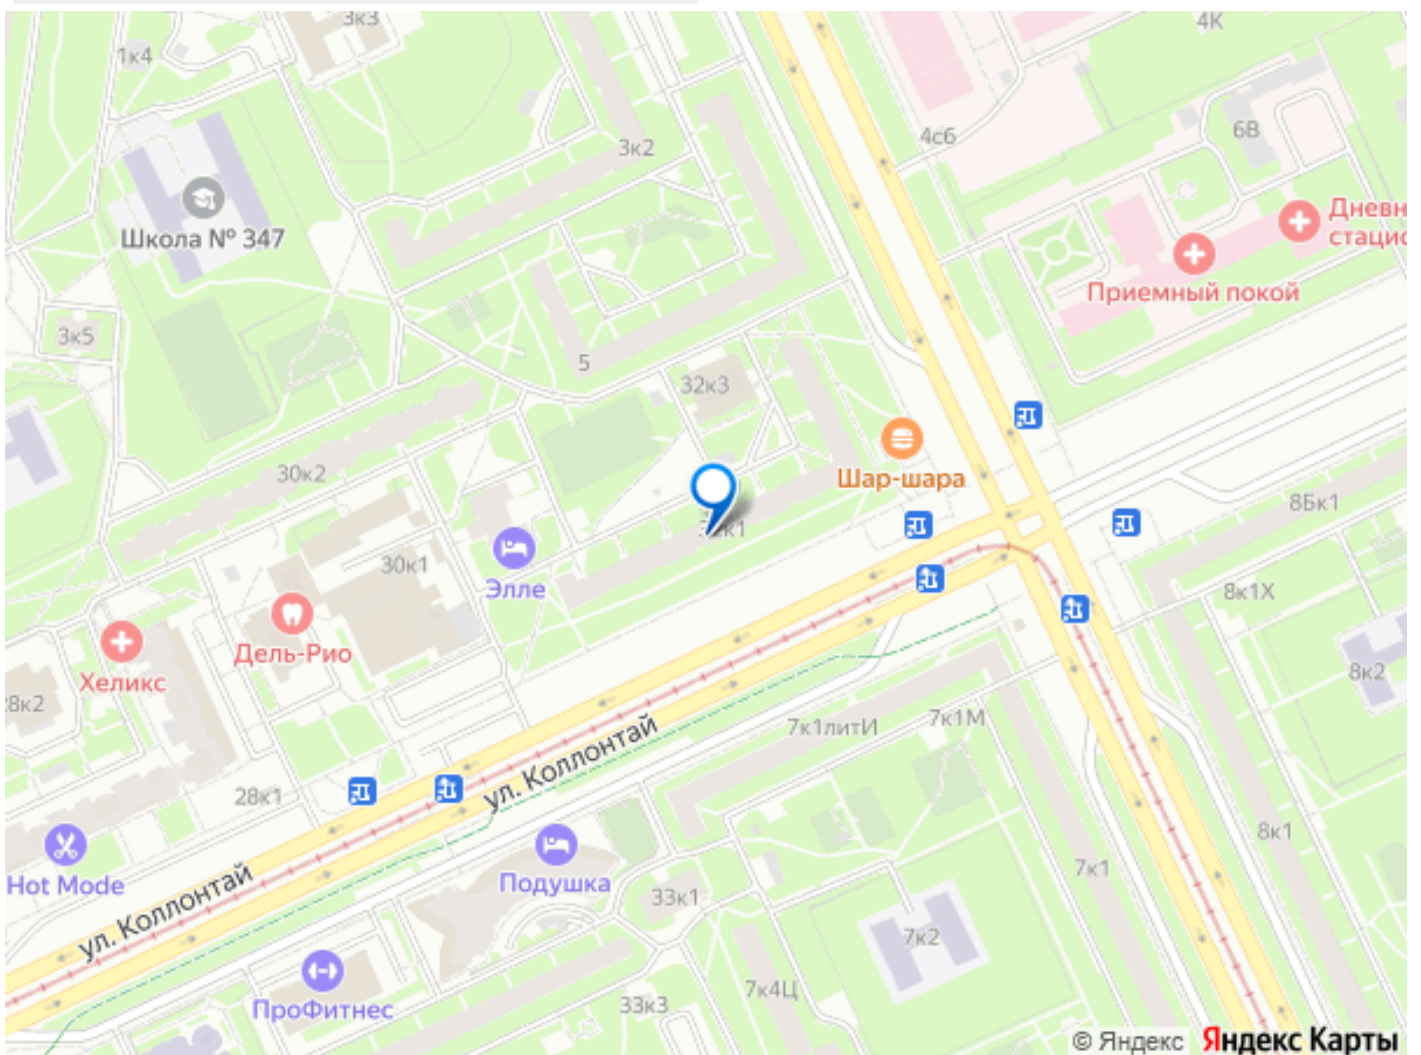 3к3
4К
1к4
4с6
6В
3к2
Школа № 347
Дневн
стацио
Приемный покой
3к5
5
32к3
Шар-шара
30к2
8Бк1
32к1
30к1
Элле
8к1Х
Дель-Рио
Хеликс
8к2
28к2
7к1литИ
7к1М
ул. Коллонтай
28к1
8к1
Hot Mode
Подушка
7к1
33к1
ул. Коллонтай
7к2
7к4Ц
ПроФитнес
33к3
© Яндекс Яндекс Карты